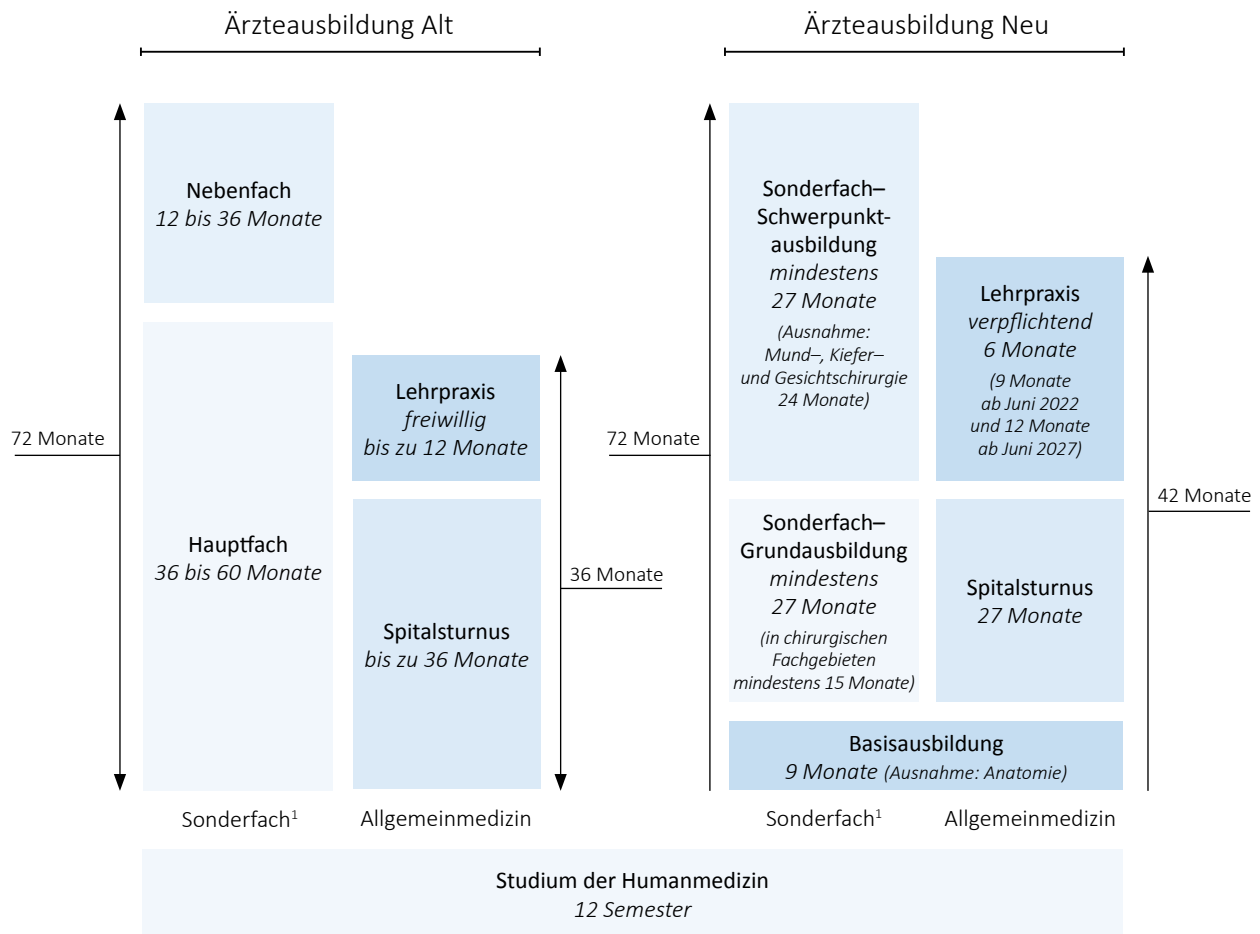 Ärzteausbildung Alt
Nebenfach
12 bis 36 Monate
Hauptfach
36 bis 60 Monate
72 Monate
Lehrpraxis
freiwillig
bis zu 12 Monate
Spitalsturnus
bis zu 36 Monate
36 Monate
Sonderfach¹
Allgemeinmedizin
Ärzteausbildung Neu
72 Monate
Sonderfach–
Schwerpunkt-
ausbildung
mindestens
27 Monate
(Ausnahme:
Mund–, Kiefer–
und Gesichtschirurgie
24 Monate)
Sonderfach–
Grundausbildung
mindestens
27 Monate
(in chirurgischen
Fachgebieten
mindestens 15 Monate)
Lehrpraxis
verpflichtend
6 Monate
(9 Monate
ab Juni 2022
und 12 Monate
ab Juni 2027)
Spitalsturnus
27 Monate
42 Monate
Basisausbildung
9 Monate (Ausnahme: Anatomie)
Sonderfach¹
Allgemeinmedizin
Studium der Humanmedizin
12 Semester